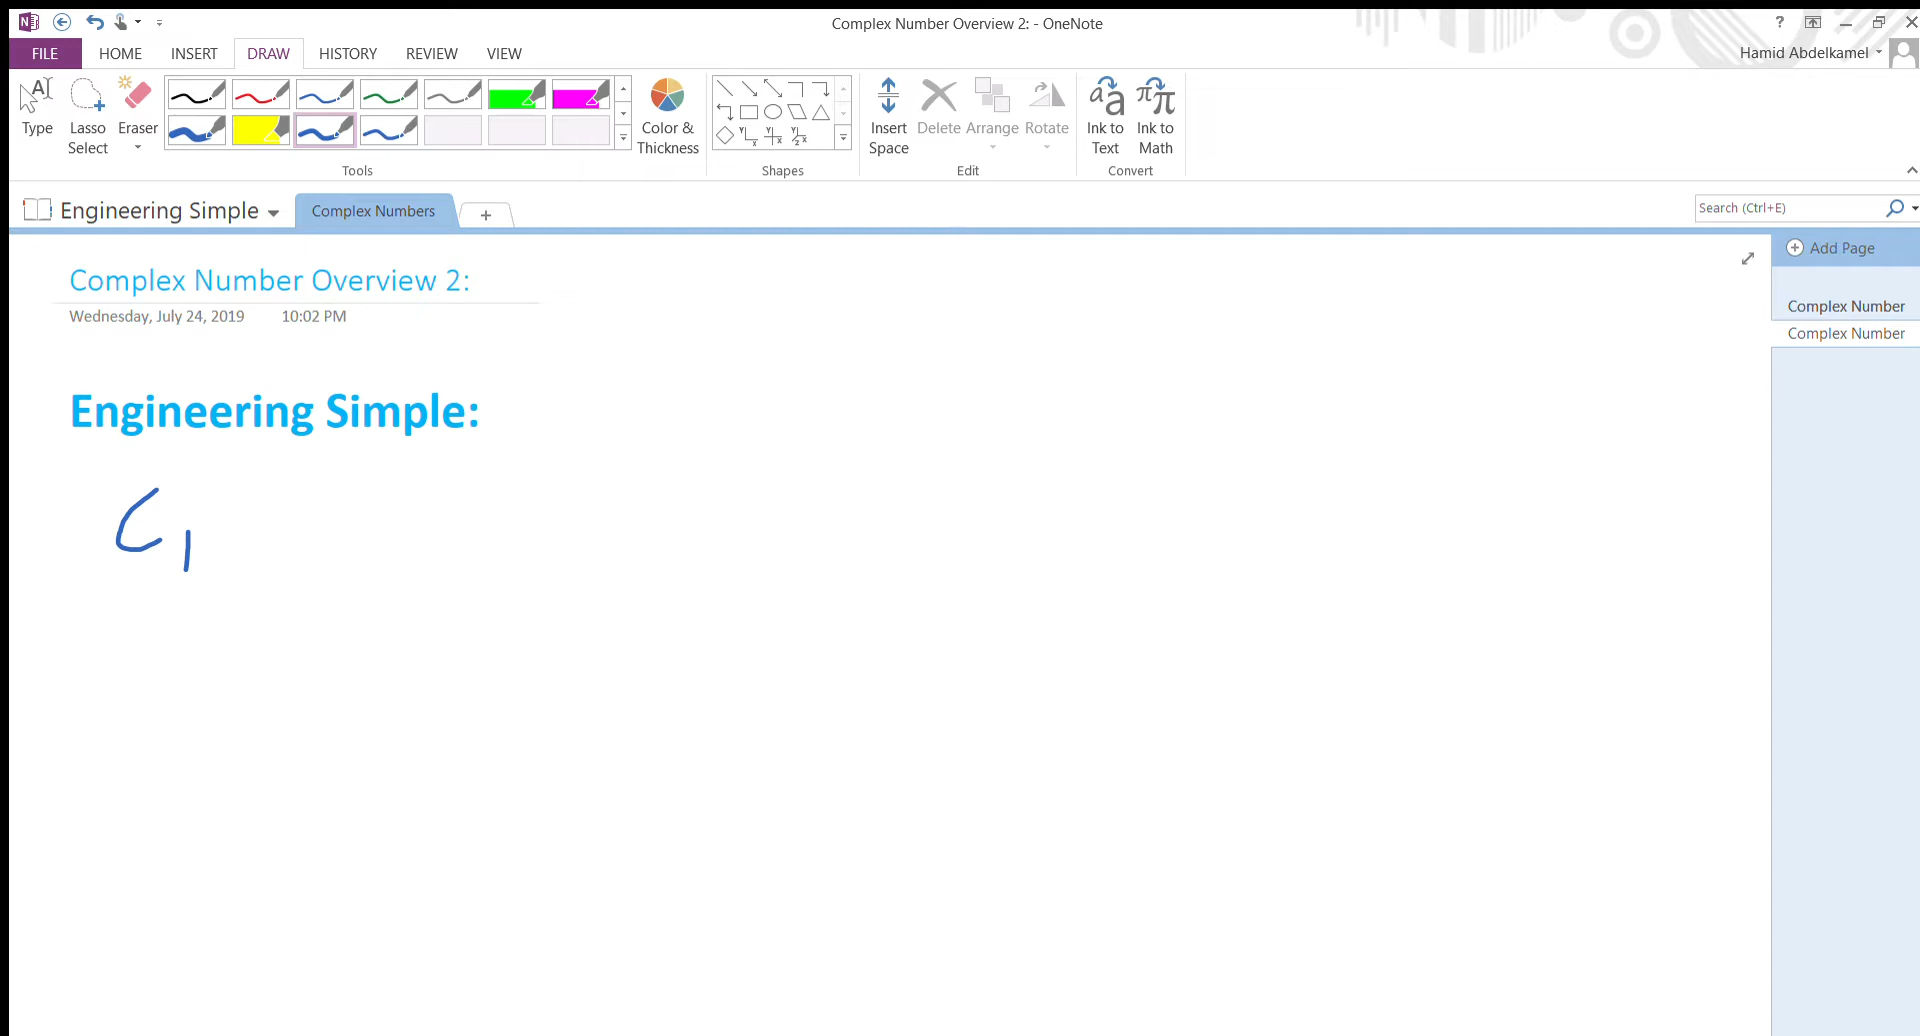 Complex Number Overview 2: - OneNote
?
FILE HOME INSERT DRAW HISTORY REVIEW VIEW
Hamid Abdelkamel
Type
Lasso Select
Eraser
Color & Thickness
Insert Space
Delete
Arrange
Rotate
Ink to Text
Ink to Math
Tools Shapes Edit Convert
Engineering Simple
Complex Numbers
+
Search (Ctrl+E)
Add Page
Complex Number Overview 2:
Wednesday, July 24, 2019 10:02 PM
Complex Number
Complex Number
Engineering Simple:
C1